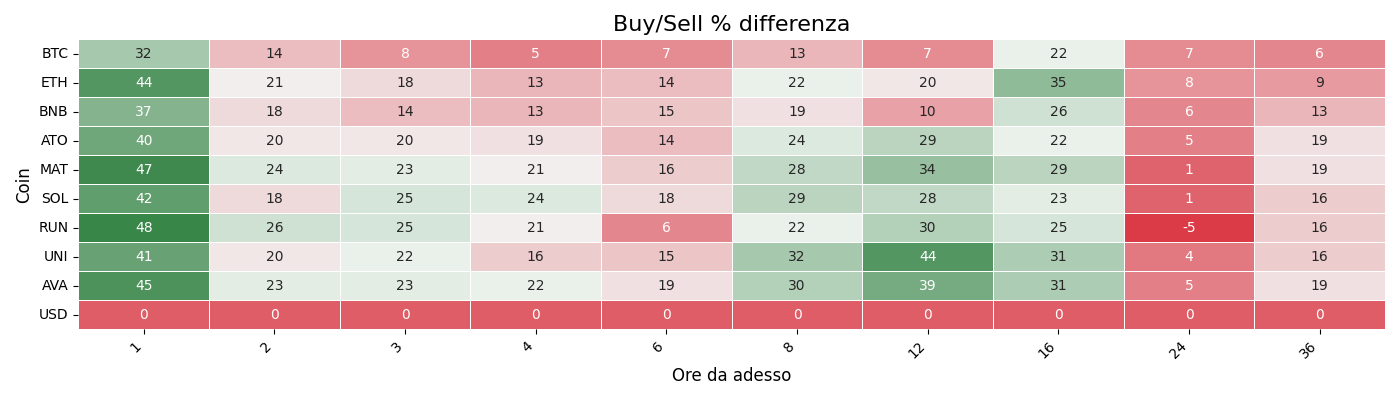 Buy/Sell % differenza
Coin
BTC 32 14 8 5 7 13 7 22 7 6
ETH 44 21 18 13 14 22 20 35 8 9
BNB 37 18 14 13 15 19 10 26 6 13
ATO 40 20 20 19 14 24 29 22 5 19
MAT 47 24 23 21 16 28 34 29 1 19
SOL 42 18 25 24 18 29 28 23 1 16
RUN 48 26 25 21 6 22 30 25 -5 16
UNI 41 20 22 16 15 32 44 31 4 16
AVA 45 23 23 22 19 30 39 31 5 19
USD 0 0 0 0 0 0 0 0 0 0
1 2 3 4 6 8 12 16 24 36
Ore da adesso